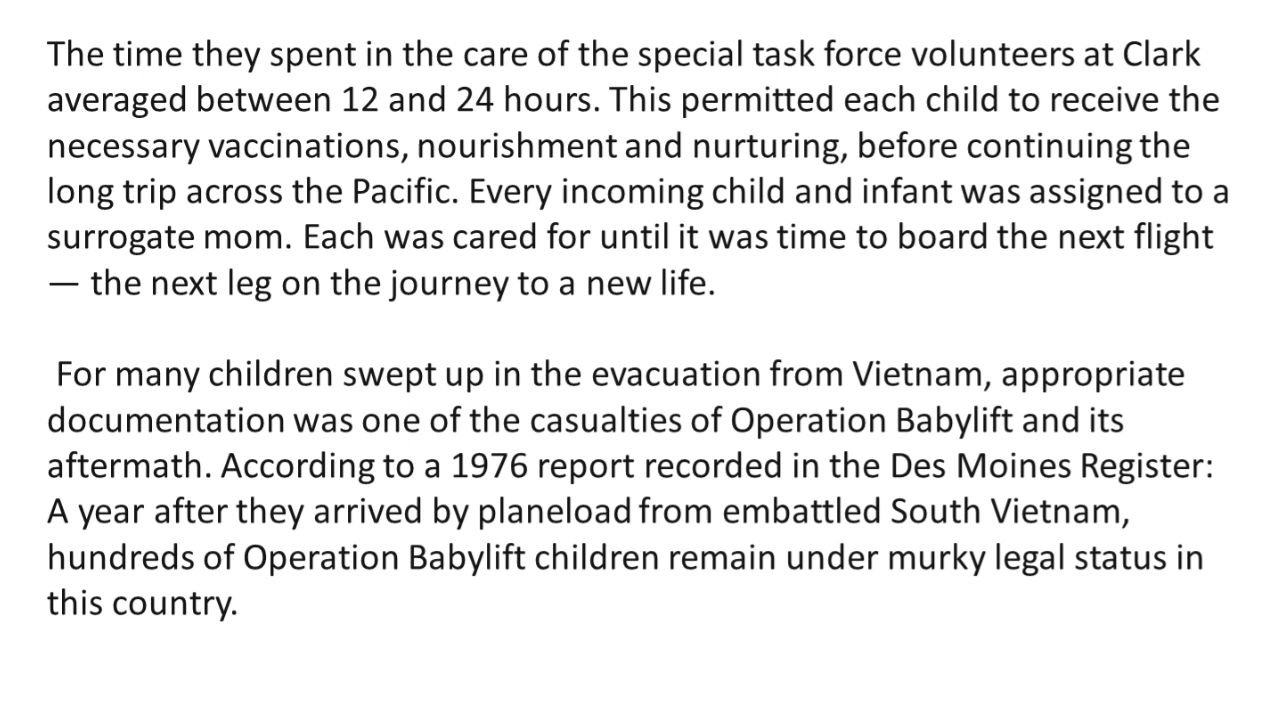 The time they spent in the care of the special task force volunteers at Clark
averaged between 12 and 24 hours. This permitted each child to receive the
necessary vaccinations, nourishment and nurturing, before continuing the
long trip across the Pacific. Every incoming child and infant was assigned to a
surrogate mom. Each was cared for until it was time to board the next flight
— the next leg on the journey to a new life.
For many children swept up in the evacuation from Vietnam, appropriate
documentation was one of the casualties of Operation Babylift and its
aftermath. According to a 1976 report recorded in the Des Moines Register:
A year after they arrived by planeload from embattled South Vietnam,
hundreds of Operation Babylift children remain under murky legal status in
this country.